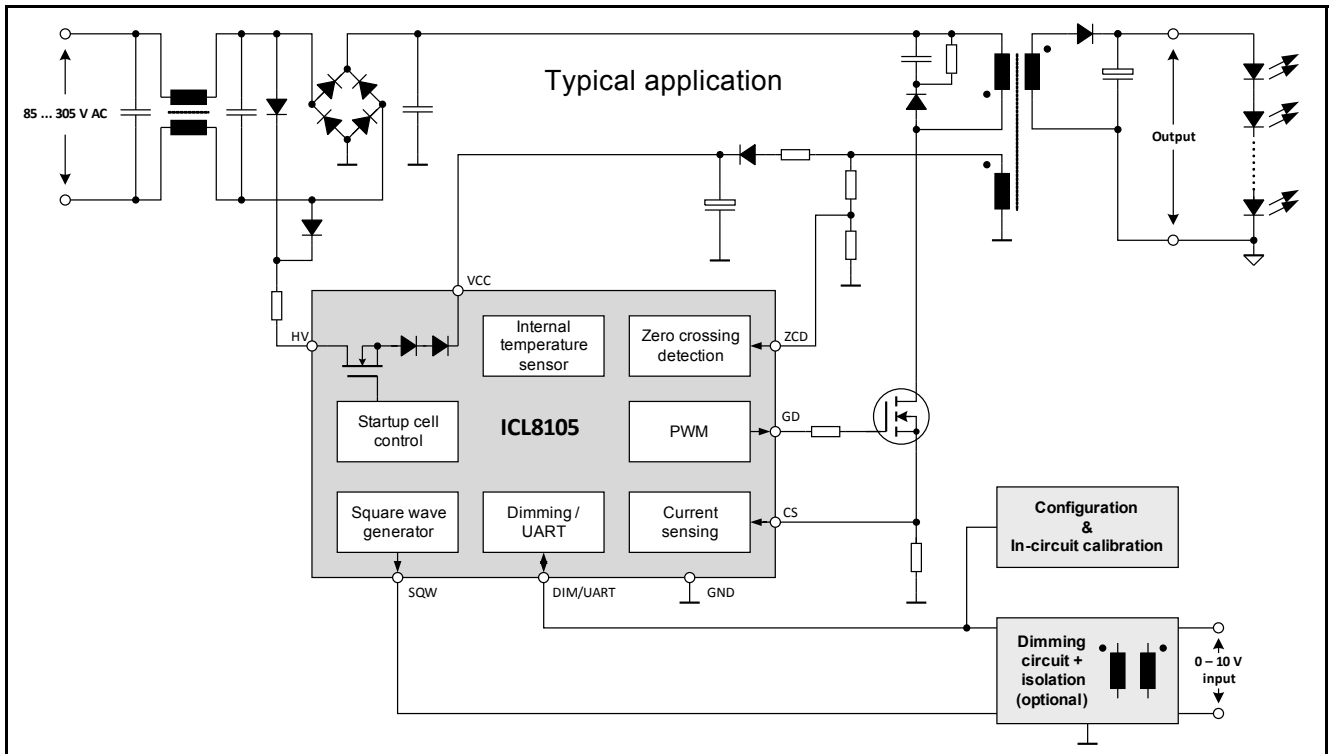 Typical application
85 ... 305 V AC
Output
VCC
HV
Internal
temperature
sensor
Zero crossing
detection
ZCD
Startup cell
control
ICL8105
PWM
GD
Square wave
generator
Dimming /
UART
Current
sensing
CS
SQW
DIM/UART
GND
Configuration
&
In-circuit calibration
Dimming
circuit +
isolation
(optional)
0 – 10 V
input